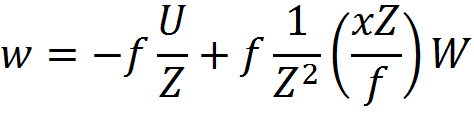 w = −f U/Z + f 1/Z² (xZ/f) W